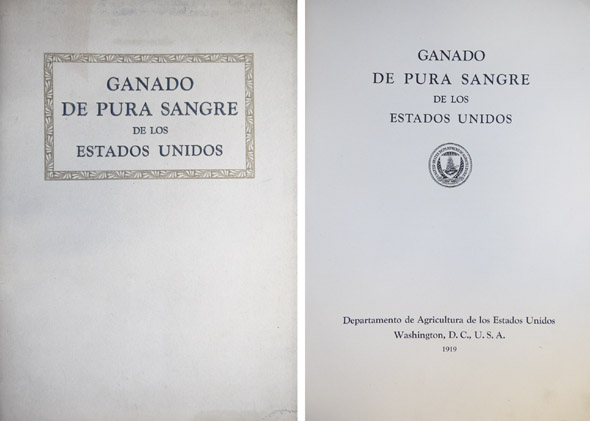 GANADO
DE PURA SANGRE
DE LOS
ESTADOS UNIDOS
GANADO
DE PURA SANGRE
DE LOS
ESTADOS UNIDOS
Departamento de Agricultura de los Estados Unidos
Washington, D. C., U. S. A.
1919